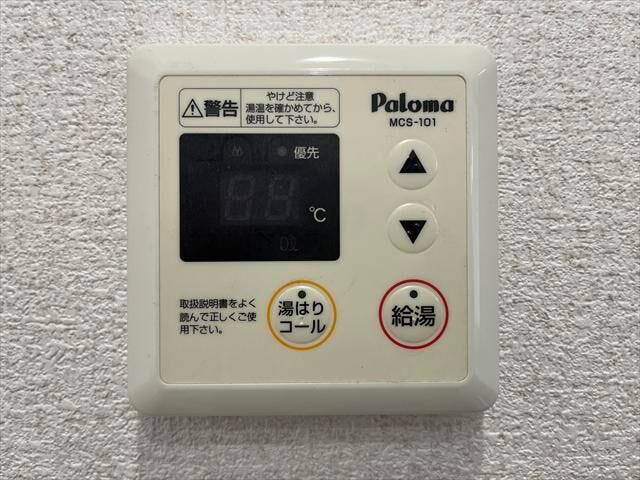 警告
やけど注意
湯温を確かめてから、
使用して下さい。
Paloma
MCS-101
優先
88
℃
取扱説明書をよく
読んで正しくご使
用下さい。
湯はり
コール
給湯